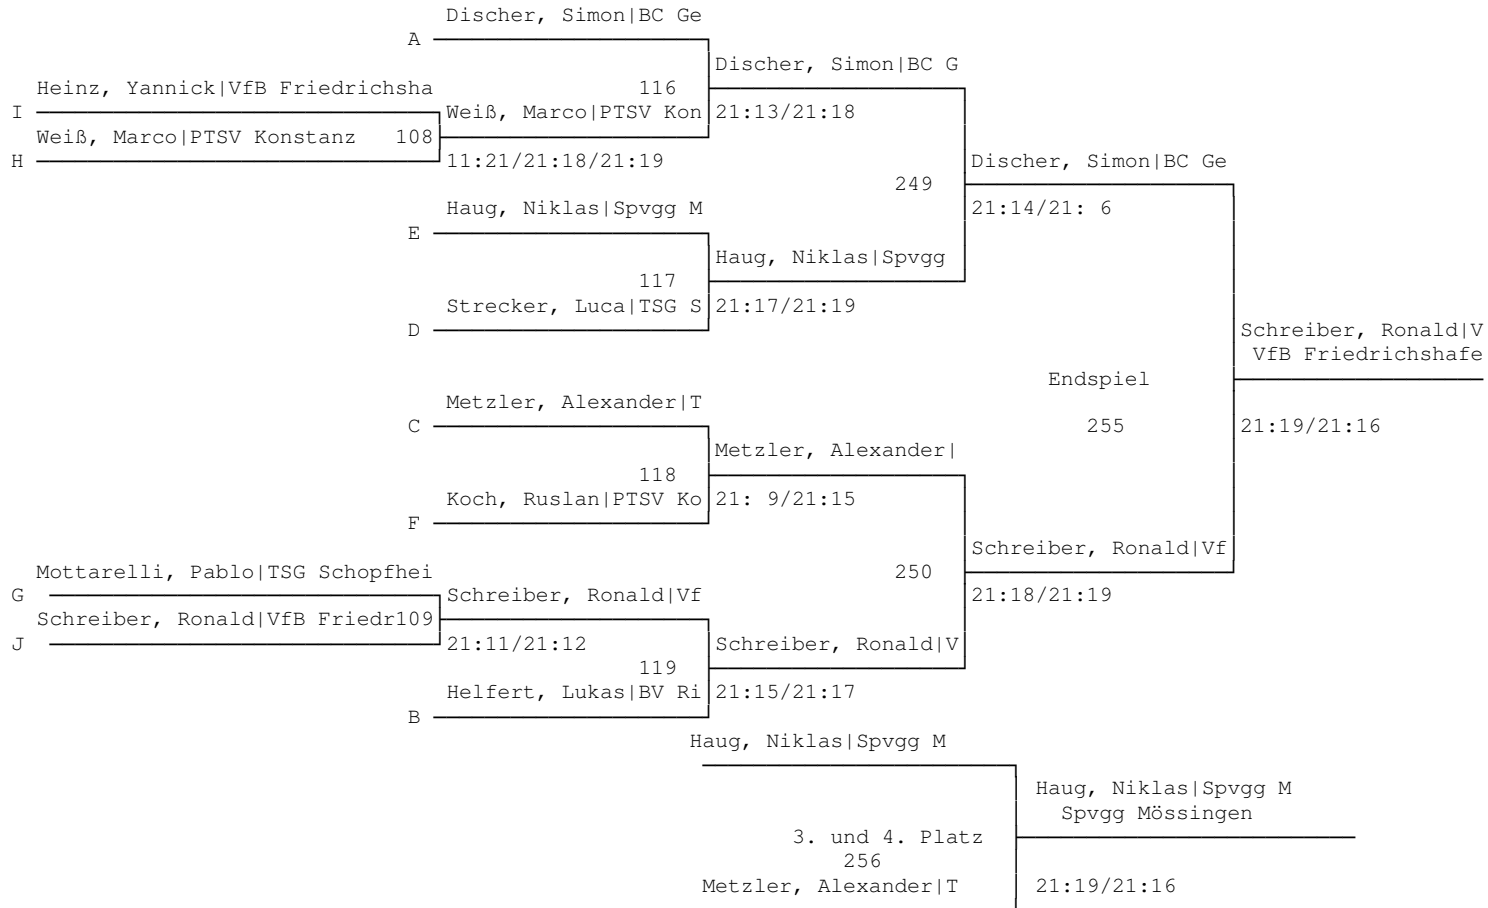 Discher, Simon|BC Ge
A
Discher, Simon|BC G
Heinz, Yannick|VfB Friedrichsha 116
I Weiß, Marco|PTSV Kon 21:13/21:18
Weiß, Marco|PTSV Konstanz 108
H 11:21/21:18/21:19 Discher, Simon|BC Ge
249
Haug, Niklas|Spvgg M 21:14/21: 6
E
Haug, Niklas|Spvgg
117
Strecker, Luca|TSG S 21:17/21:19
D Schreiber, Ronald|V
VfB Friedrichshafe
Endspiel
Metzler, Alexander|T
C 255 21:19/21:16
Metzler, Alexander|
118
Koch, Ruslan|PTSV Ko 21: 9/21:15
F
Schreiber, Ronald|Vf
Mottarelli, Pablo|TSG Schopfhei 250
G Schreiber, Ronald|Vf 21:18/21:19
Schreiber, Ronald|VfB Friedr109
J 21:11/21:12 Schreiber, Ronald|V
119
Helfert, Lukas|BV Ri 21:15/21:17
B
Haug, Niklas|Spvgg M
Haug, Niklas|Spvgg M
Spvgg Mössingen
3. und 4. Platz
256
Metzler, Alexander|T 21:19/21:16